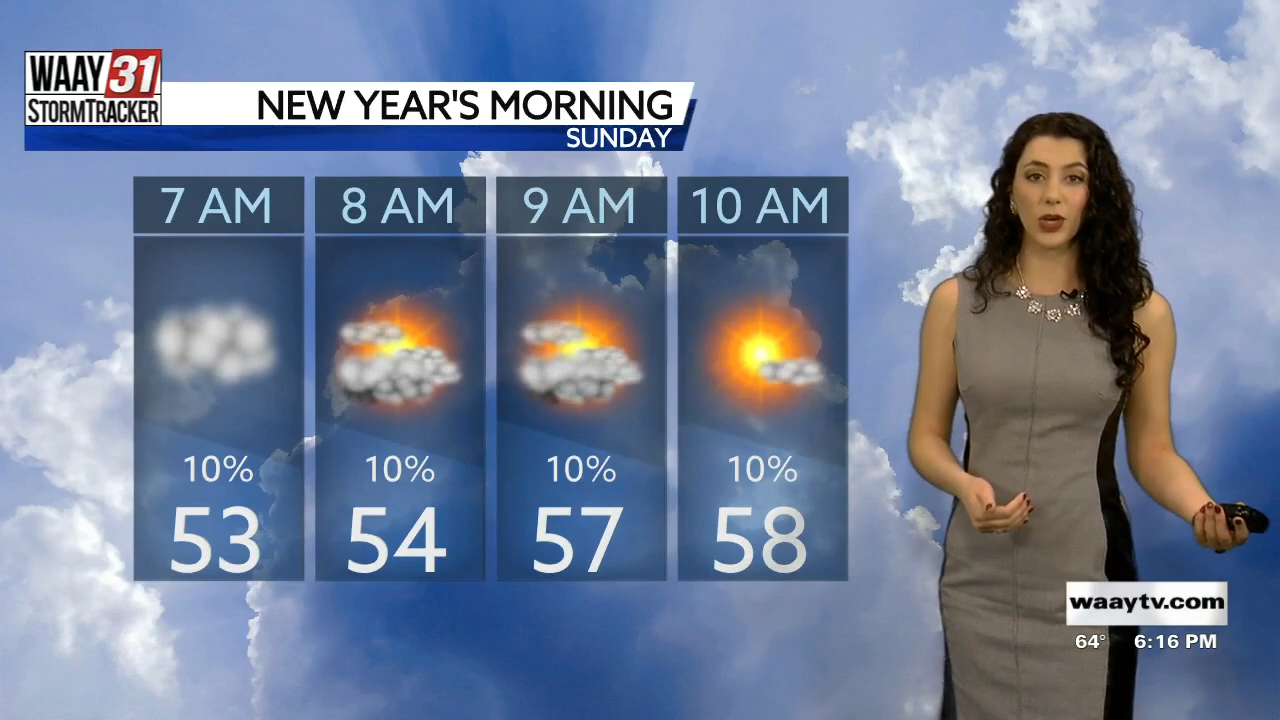 WAAY 31
STORMTRACKER
NEW YEAR'S MORNING
SUNDAY
7 AM 8 AM 9 AM 10 AM
10% 10% 10% 10%
53 54 57 58
waaytv.com
64° 6:16 PM